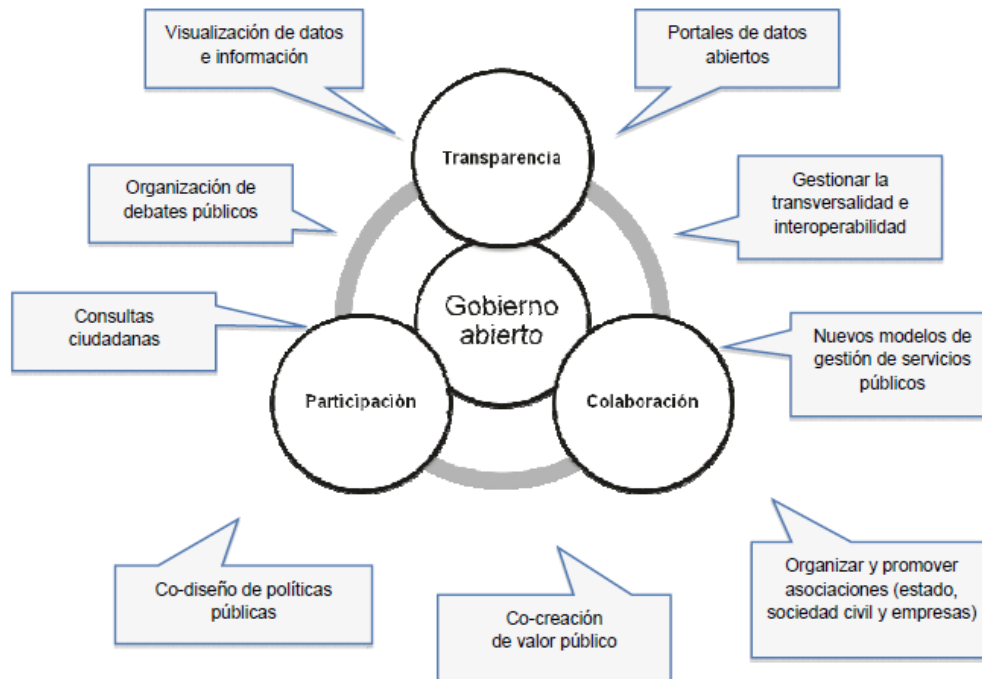 Visualización de datos
e información
Portales de datos
abiertos
Transparencia
Organización de
debates públicos
Gestionar la
transversalidad e
interoperabilidad
Gobierno
abierto
Consultas
ciudadanas
Nuevos modelos de
gestión de servicios
públicos
Participación
Colaboración
Co-diseño de políticas
públicas
Co-creación
de valor público
Organizar y promover
asociaciones (estado,
sociedad civil y empresas)